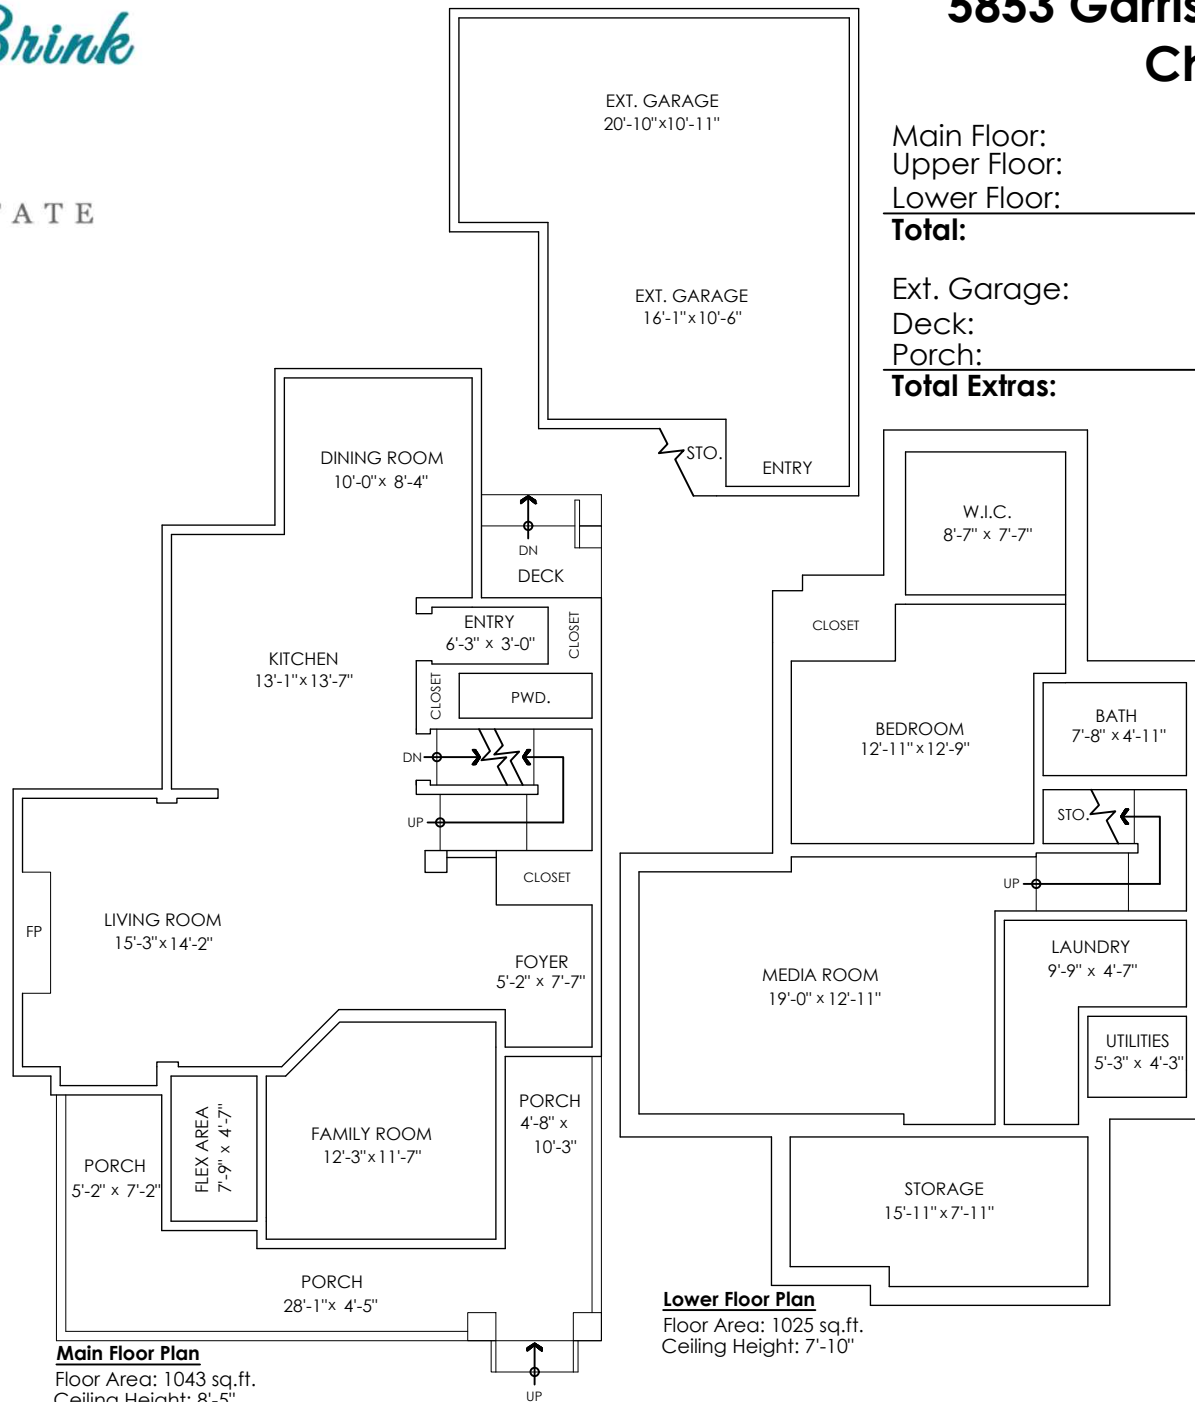 Brink
TATE
5853 Garris
Ch
Main Floor:
Upper Floor:
Lower Floor:
Total:
Ext. Garage:
Deck:
Porch:
Total Extras:
EXT. GARAGE
20'-10"x10'-11"
EXT. GARAGE
16'-1"x10'-6"
STO.
ENTRY
DINING ROOM
10'-0"x 8'-4"
DN
DECK
ENTRY
6'-3" x 3'-0"
CLOSET
KITCHEN
13'-1"x13'-7"
CLOSET
PWD.
DN
UP
CLOSET
LIVING ROOM
15'-3"x14'-2"
FP
FOYER
5'-2" x 7'-7"
PORCH
4'-8" x
10'-3"
FAMILY ROOM
12'-3"x11'-7"
FLEX AREA
7'-9" x 4'-7"
PORCH
5'-2" x 7'-2"
PORCH
28'-1"x 4'-5"
UP
Main Floor Plan
Floor Area: 1043 sq.ft.
Ceiling Height: 8'-5"
W.I.C.
8'-7" x 7'-7"
CLOSET
BEDROOM
12'-11"x12'-9"
BATH
7'-8" x 4'-11"
STO.
UP
MEDIA ROOM
19'-0"x12'-11"
LAUNDRY
9'-9" x 4'-7"
UTILITIES
5'-3" x 4'-3"
STORAGE
15'-11"x7'-11"
Lower Floor Plan
Floor Area: 1025 sq.ft.
Ceiling Height: 7'-10"